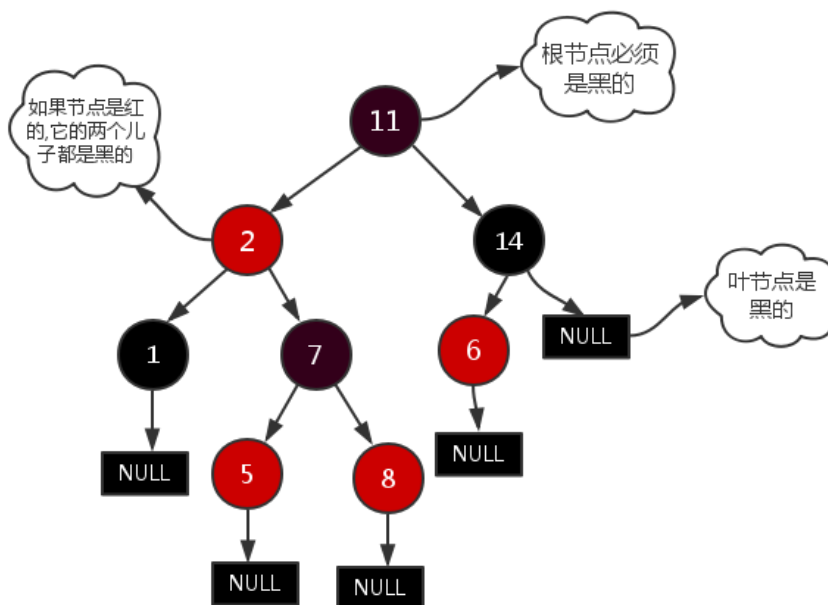 根节点必须
是黑的
11
如果节点是红
的,它的两个儿
子都是黑的
2
14
叶节点是
黑的
1
7
6
NULL
NULL
5
8
NULL
NULL
NULL